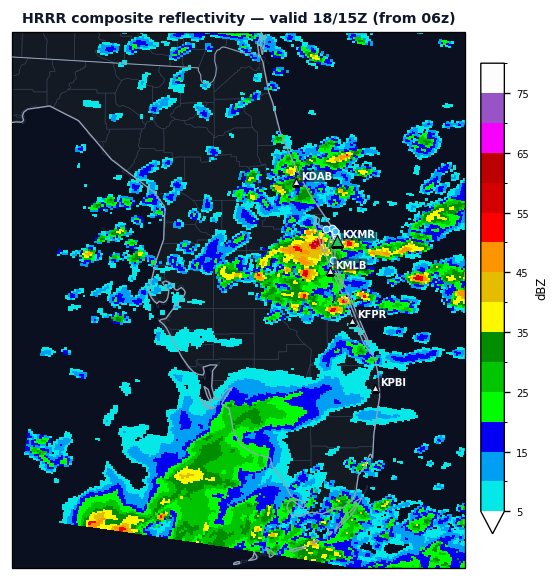 HRRR composite reflectivity — valid 18/15Z (from 06z)
KDAB
KXMR
KMLB
KFPR
KPBI
75
65
55
45
35
25
15
5
dBZ